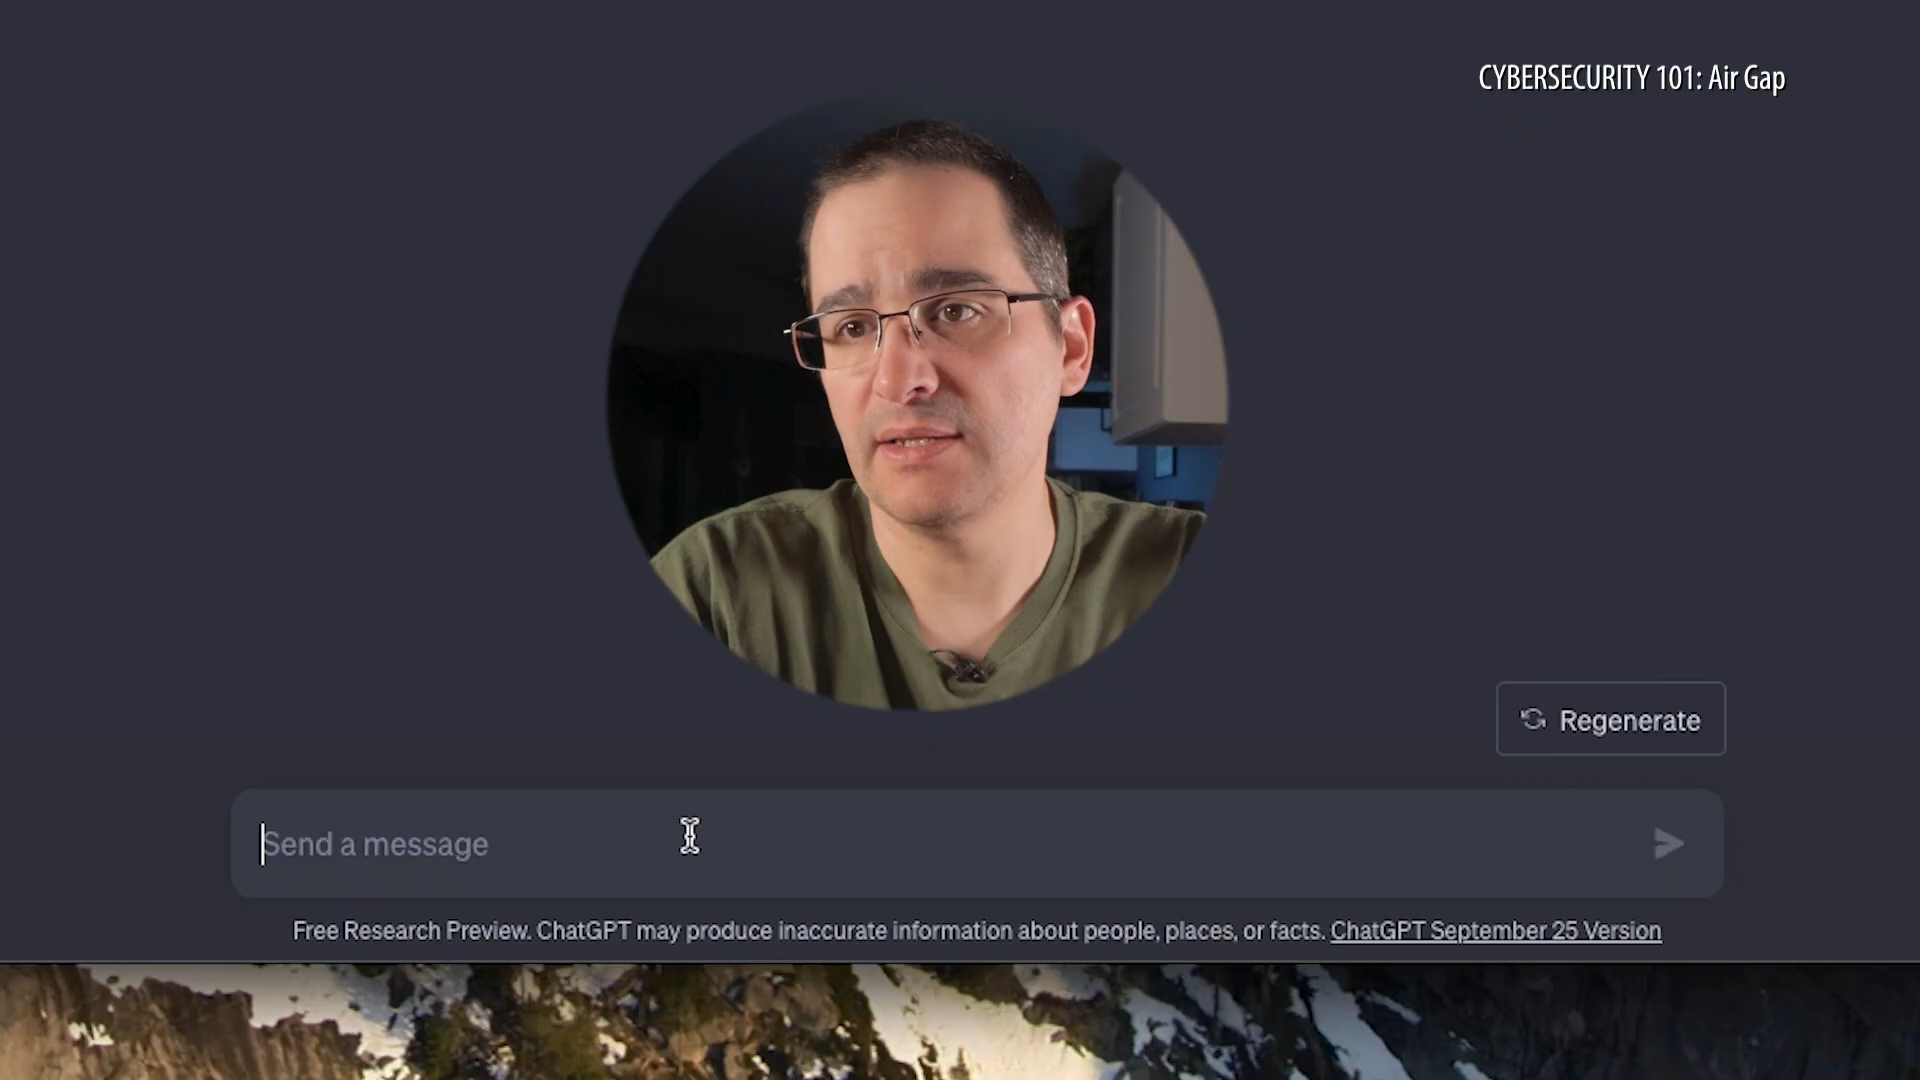 CYBERSECURITY 101: Air Gap
Regenerate
Send a message
Free Research Preview. ChatGPT may produce inaccurate information about people, places, or facts. ChatGPT September 25 Version